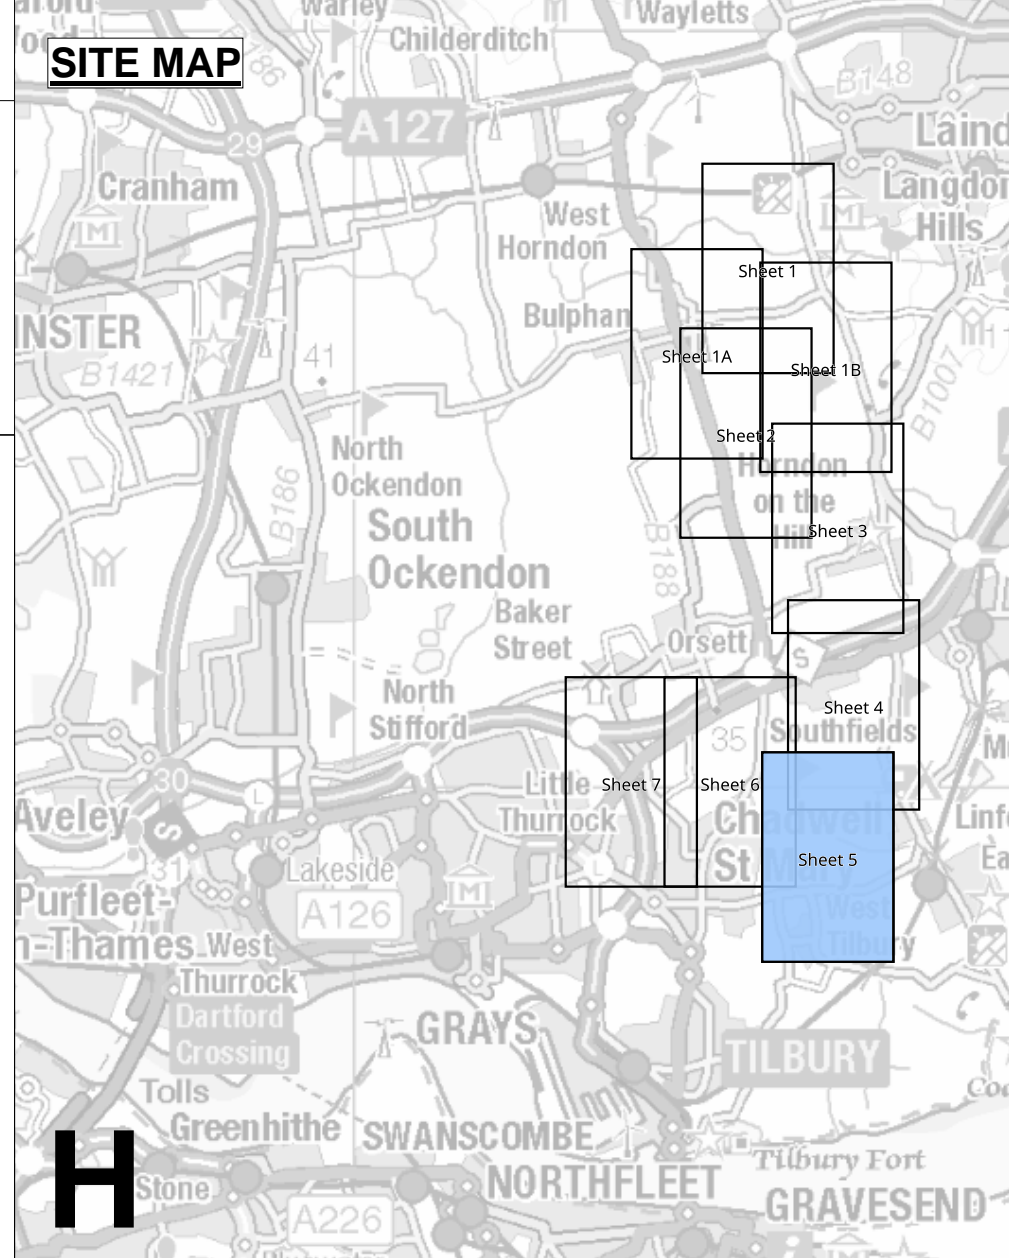 Warley
Wayletts
Childerditch
SITE MAP
B186
B148
A127
29
Cranham
West
Horndon
Langdon
Hills
Sheet 1
Bulphan
B1421
41
Sheet 1A
Sheet 1B
B1007
Sheet 2
North
Ockendon
Horndon
on the
Hill
B186
South
Ockendon
B188
Sheet 3
Baker
Street
Orsett
S
North
Stifford
Sheet 4
35
Southfields
30
Little
Thurrock
Sheet 7
Sheet 6
L
Aveley
S
Chadwell
St Mary
Sheet 5
31
Lakeside
L
Purfleet-
n-Thames
A126
West
Thurrock
West
Tilbury
Dartford
Crossing
GRAYS
TILBURY
Tolls
Greenhithe
SWANSCOMBE
H
Stone
NORTHFLEET
Tilbury Fort
GRAVESEND
A226